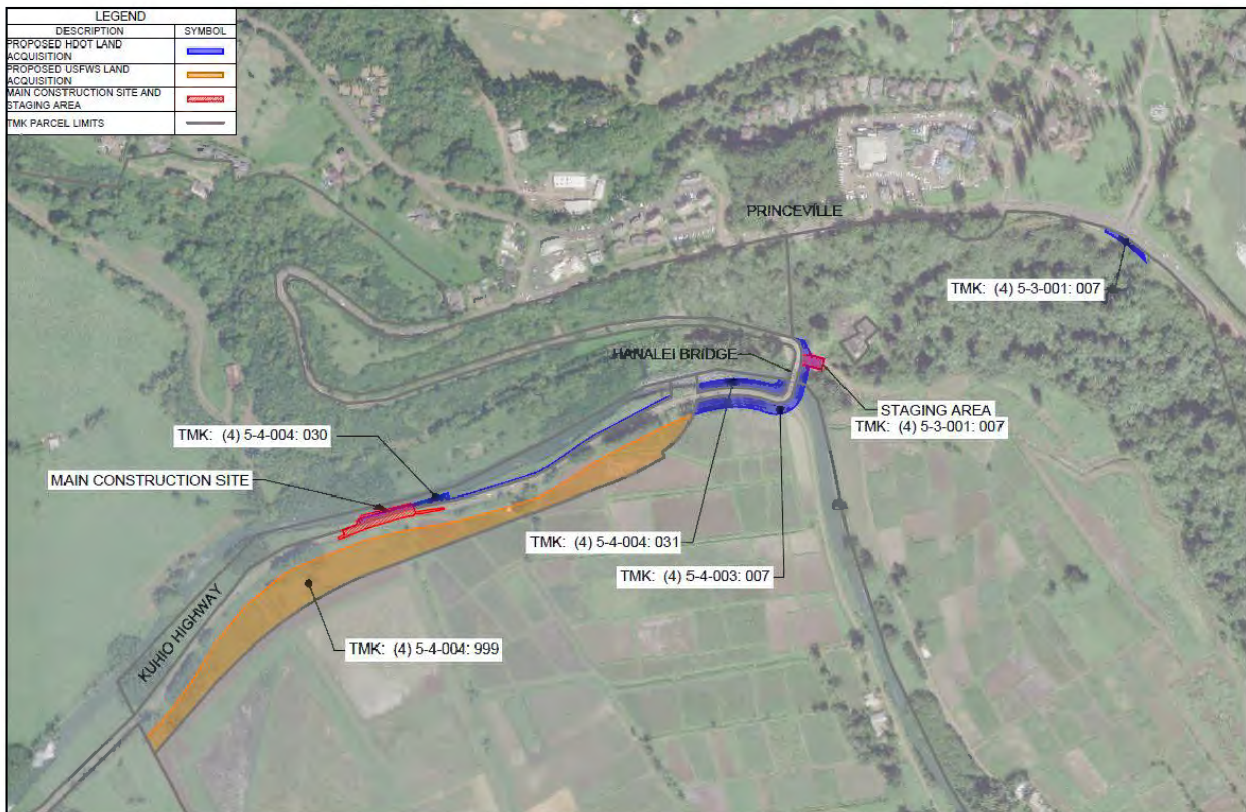 LEGEND
DESCRIPTION SYMBOL
PROPOSED HDOT LAND
ACQUISITION
PROPOSED USFWS LAND
ACQUISITION
MAIN CONSTRUCTION SITE AND
STAGING AREA
TMK PARCEL LIMITS
PRINCEVILLE
TMK: (4) 5-3-001: 007
HANALEI BRIDGE
STAGING AREA
TMK: (4) 5-3-001: 007
TMK: (4) 5-4-004: 030
MAIN CONSTRUCTION SITE
TMK: (4) 5-4-004: 031
TMK: (4) 5-4-003: 007
KUHIO HIGHWAY
TMK: (4) 5-4-004: 999